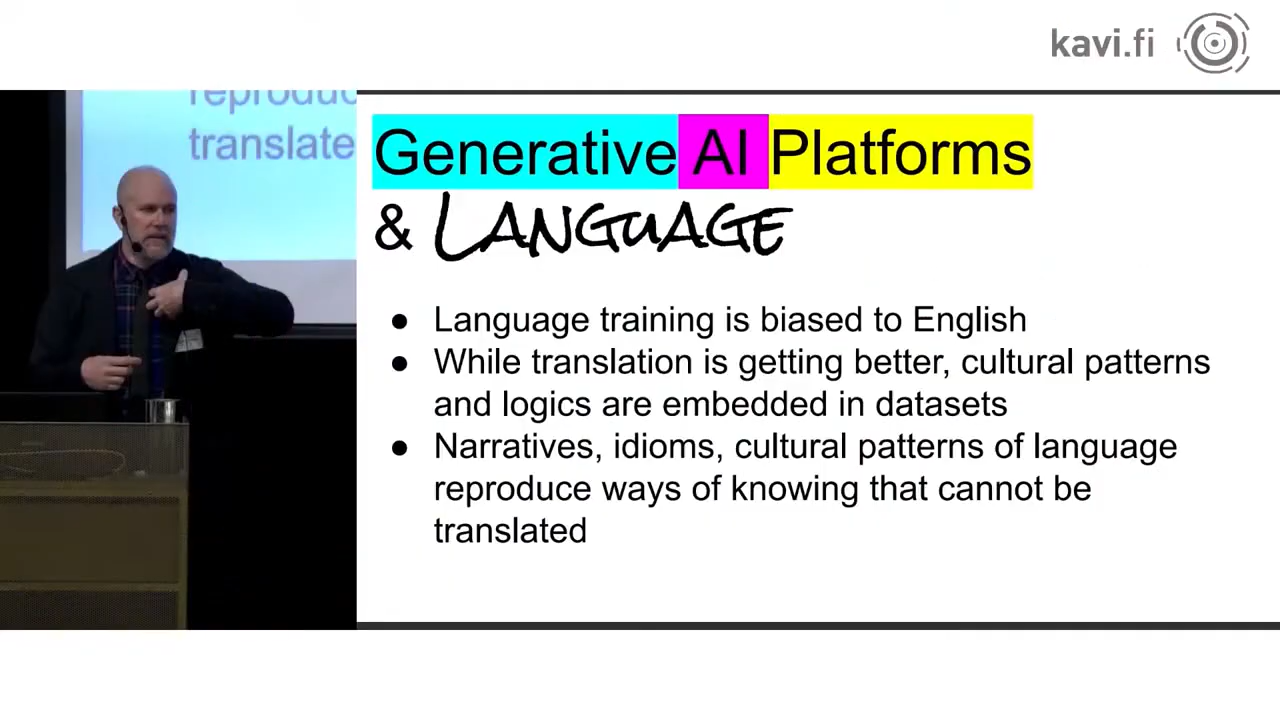 kavi.fi
reproduc
translate
Generative AI Platforms
& LANGUAGE
● Language training is biased to English
● While translation is getting better, cultural patterns
and logics are embedded in datasets
● Narratives, idioms, cultural patterns of language
reproduce ways of knowing that cannot be
translated